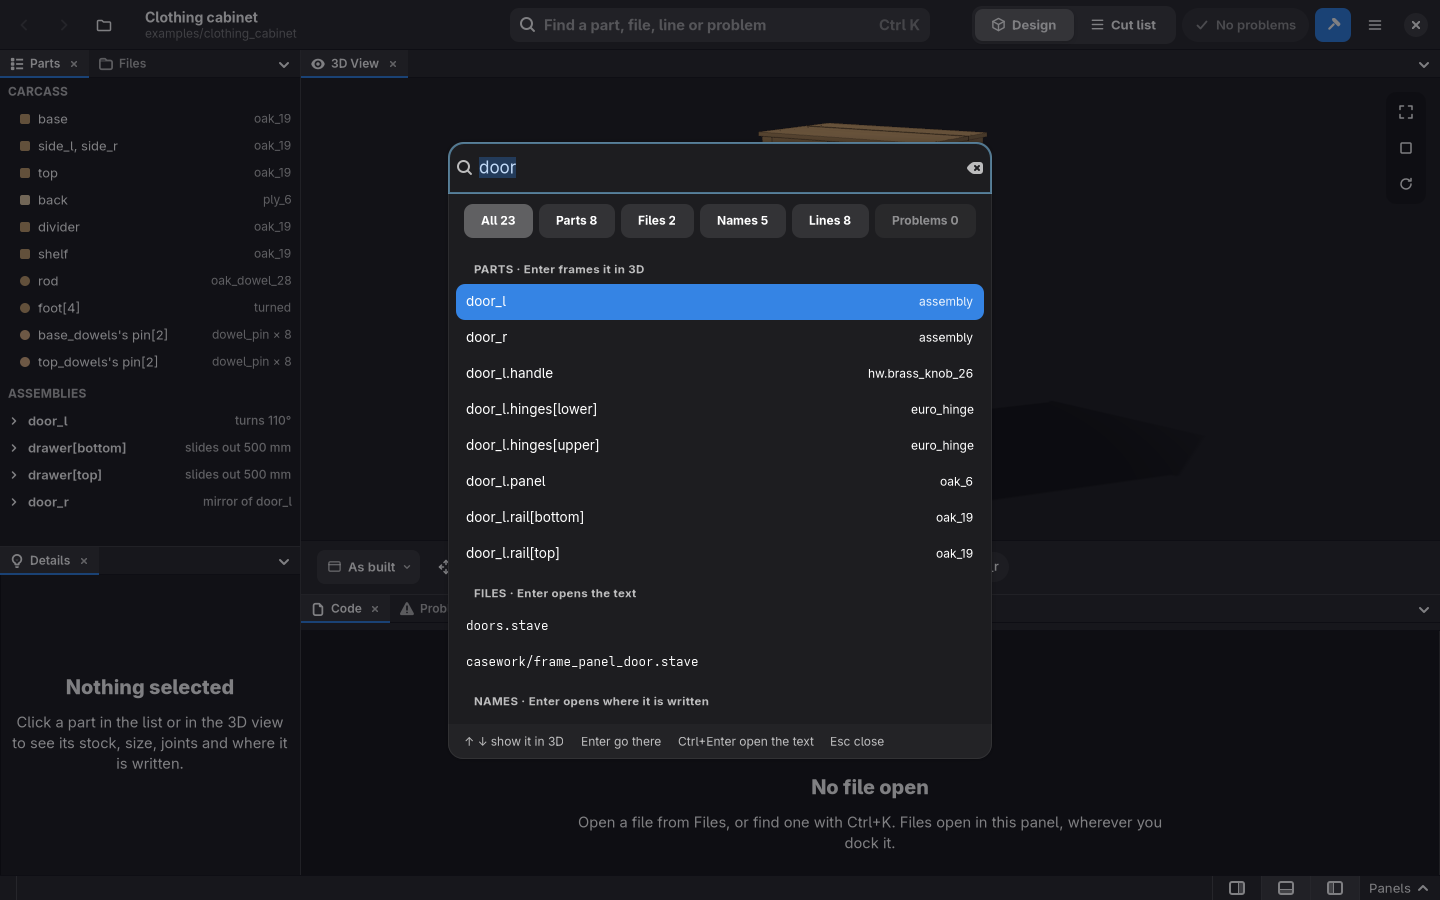 Clothing cabinet
examples/clothing_cabinet
Find a part, file, line or problem
Ctrl K
Design
Cut list
No problems
Parts
Files
3D View
CARCASS
base oak_19
side_l, side_r oak_19
top oak_19
back ply_6
divider oak_19
shelf oak_19
rod oak_dowel_28
foot[4] turned
base_dowels's pin[2] dowel_pin × 8
top_dowels's pin[2] dowel_pin × 8
ASSEMBLIES
door_l turns 110°
drawer[bottom] slides out 500 mm
drawer[top] slides out 500 mm
door_r mirror of door_l
Details
Nothing selected
Click a part in the list or in the 3D view
to see its stock, size, joints and where it
is written.
door
All 23
Parts 8
Files 2
Names 5
Lines 8
Problems 0
PARTS · Enter frames it in 3D
door_l assembly
door_r assembly
door_l.handle hw.brass_knob_26
door_l.hinges[lower] euro_hinge
door_l.hinges[upper] euro_hinge
door_l.panel oak_6
door_l.rail[bottom] oak_19
door_l.rail[top] oak_19
FILES · Enter opens the text
doors.stave
casework/frame_panel_door.stave
NAMES · Enter opens where it is written
↑ ↓ show it in 3D Enter go there Ctrl+Enter open the text Esc close
As built
Code
Prob
No file open
Open a file from Files, or find one with Ctrl+K. Files open in this panel, wherever you
dock it.
Panels